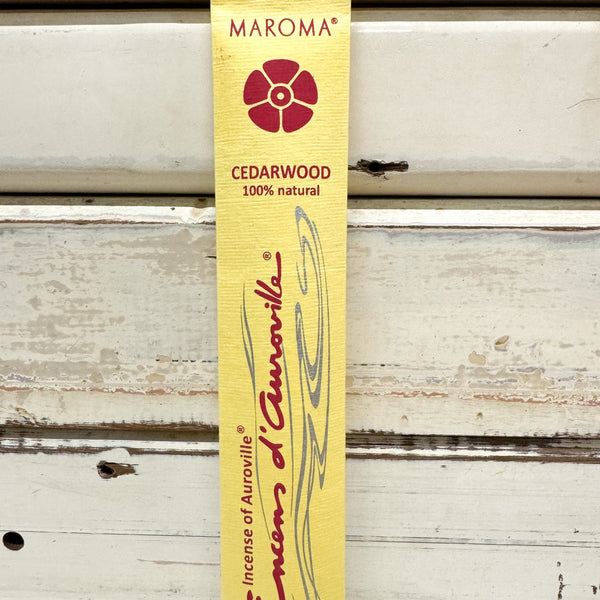 MAROMA®
CEDARWOOD
100% natural
Incense of Auroville®
Encens d'Auroville®